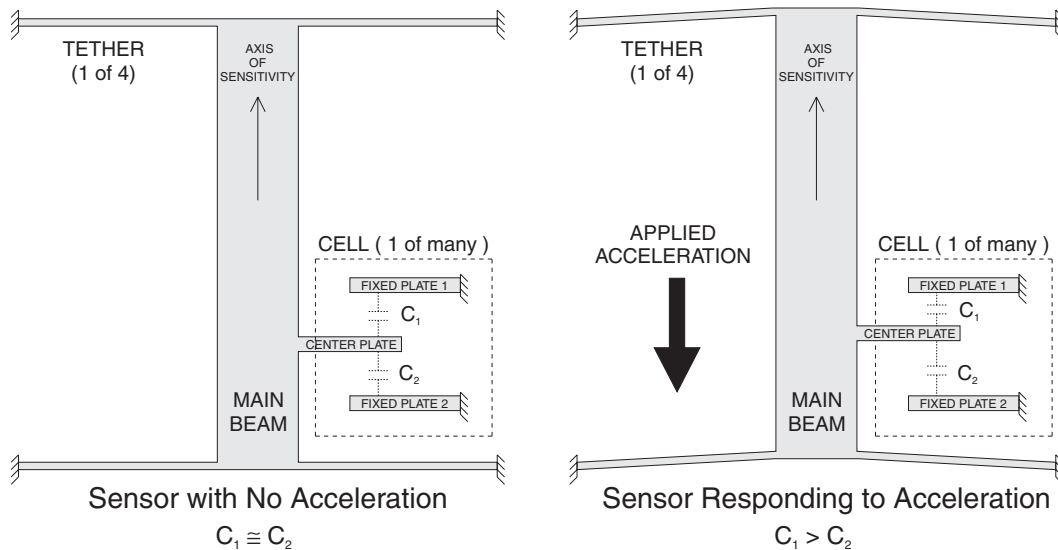 TETHER
(1 of 4)
AXIS
OF
SENSITIVITY
CELL ( 1 of many )
FIXED PLATE 1
C₁
CENTER PLATE
C₂
FIXED PLATE 2
MAIN
BEAM
Sensor with No Acceleration
C₁ ≅ C₂
TETHER
(1 of 4)
AXIS
OF
SENSITIVITY
APPLIED
ACCELERATION
CELL ( 1 of many )
FIXED PLATE 1
C₁
CENTER PLATE
C₂
FIXED PLATE 2
MAIN
BEAM
Sensor Responding to Acceleration
C₁ > C₂